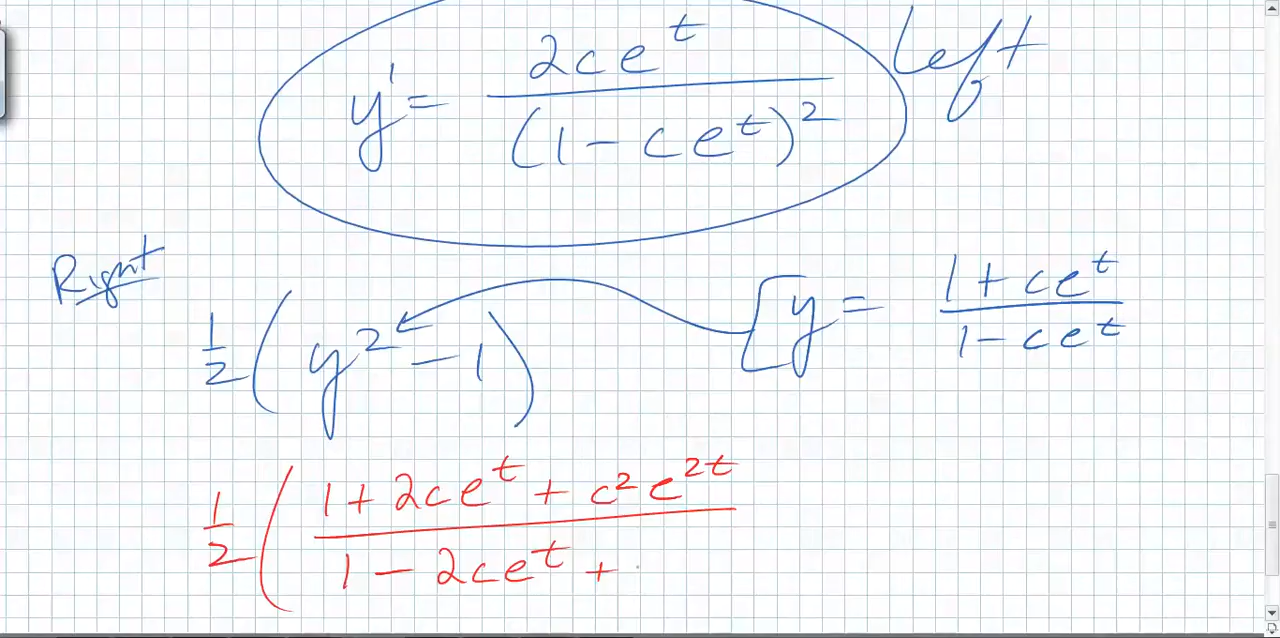 y' = 2ce^t / (1 - ce^t)^2 left
Right
1/2 (y^2 - 1) [y = 1 + ce^t / 1 - ce^t
1/2 ( 1 + 2ce^t + c^2e^2t / 1 - 2ce^t +